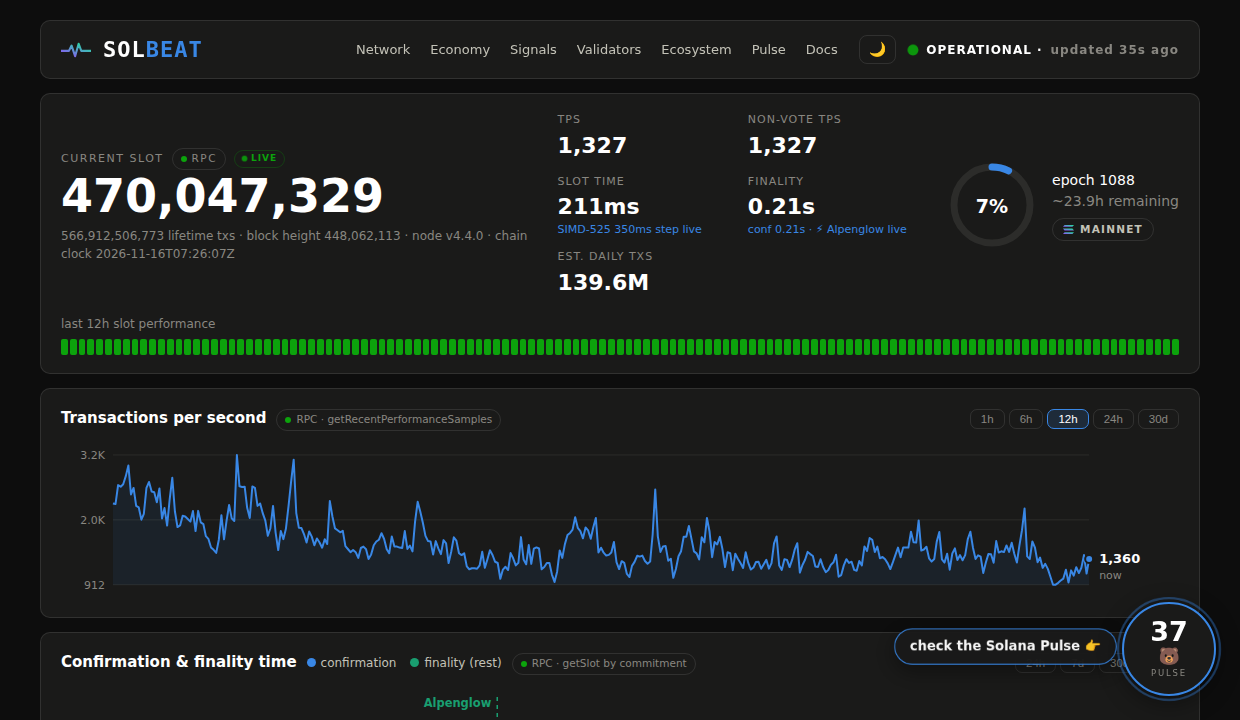 SOLBEAT
Network Economy Signals Validators Ecosystem Pulse Docs
OPERATIONAL · updated 35s ago
CURRENT SLOT RPC LIVE
470,047,329
566,912,506,773 lifetime txs · block height 448,062,113 · node v4.4.0 · chain
clock 2026-11-16T07:26:07Z
TPS
1,327
NON-VOTE TPS
1,327
SLOT TIME
211ms
SIMD-525 350ms step live
FINALITY
0.21s
conf 0.21s · ⚡ Alpenglow live
EST. DAILY TXS
139.6M
7%
epoch 1088
~23.9h remaining
MAINNET
last 12h slot performance
Transactions per second RPC · getRecentPerformanceSamples
1h 6h 12h 24h 30d
3.2K
2.0K
912
1,360
now
Confirmation & finality time confirmation finality (rest) RPC · getSlot by commitment
check the Solana Pulse 👉
37
PULSE
Alpenglow